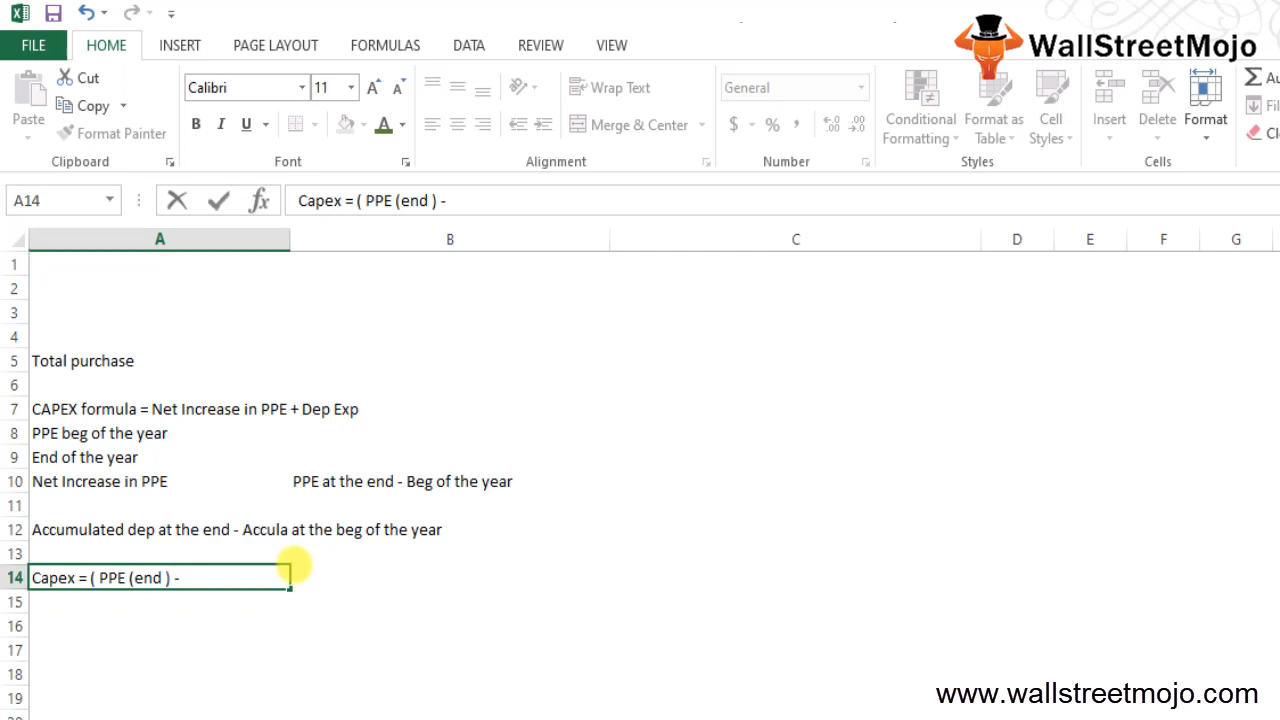 FILE HOME INSERT PAGE LAYOUT FORMULAS DATA REVIEW VIEW
WallStreetMojo
Paste
Cut
Copy
Format Painter
Clipboard
Calibri 11
B I U A
Font
Wrap Text
Merge & Center
Alignment
General
$ % ,
Number
Conditional Formatting
Format as Table
Cell Styles
Styles
Insert Delete Format
Cells
A14 fx Capex = ( PPE (end ) -
A B C D E F G
1
2
3
4
5 Total purchase
6
7 CAPEX formula = Net Increase in PPE + Dep Exp
8 PPE beg of the year
9 End of the year
10 Net Increase in PPE PPE at the end - Beg of the year
11
12 Accumulated dep at the end - Accula at the beg of the year
13
14 Capex = ( PPE (end ) -
15
16
17
18
19
www.wallstreetmojo.com